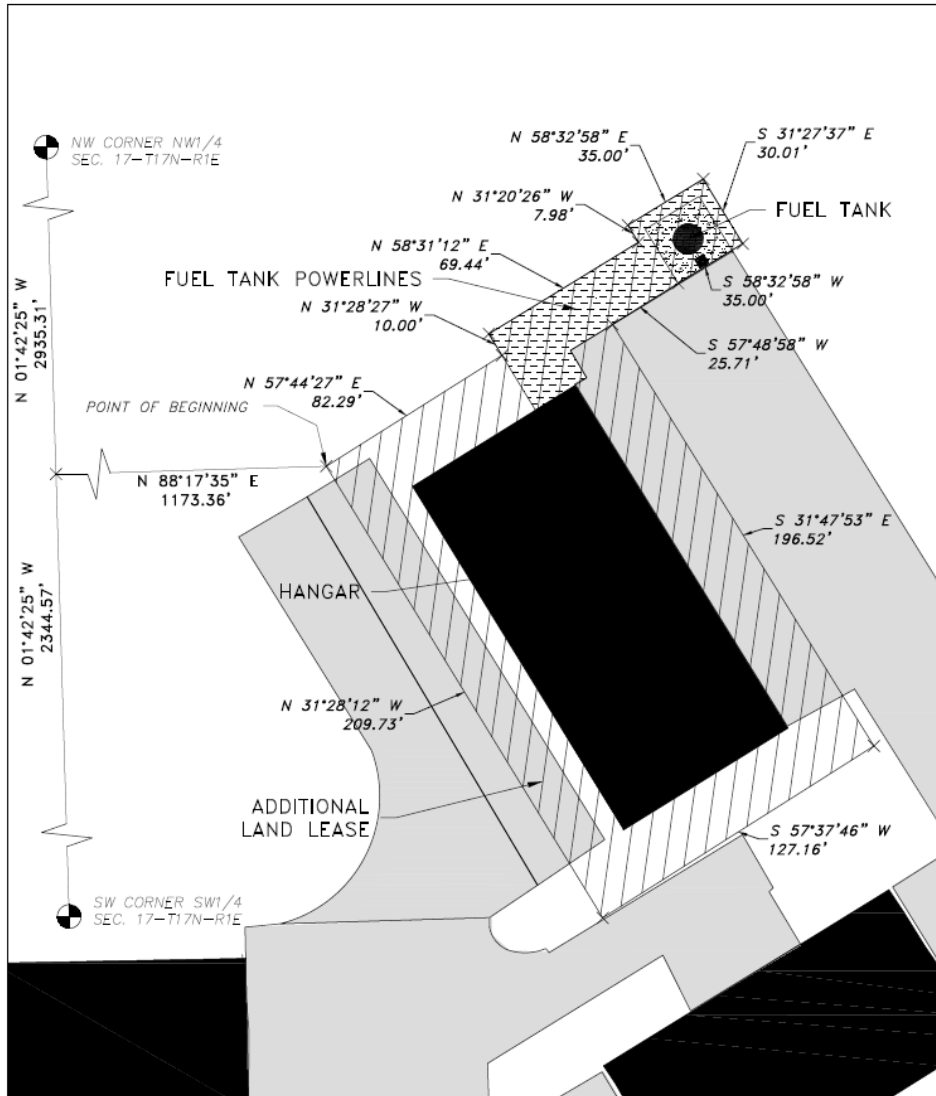 NW CORNER NW1/4
SEC. 17-T17N-R1E
N 58°32'58" E
35.00'
S 31°27'37" E
30.01'
N 31°20'26" W
7.98'
FUEL TANK
N 58°31'12" E
69.44'
FUEL TANK POWERLINES
S 58°32'58" W
35.00'
N 31°28'27" W
10.00'
S 57°48'58" W
25.71'
N 01°42'25" W
2935.31'
N 57°44'27" E
82.29'
POINT OF BEGINNING
N 88°17'35" E
1173.36'
S 31°47'53" E
196.52'
HANGAR
N 01°42'25" W
2344.57'
N 31°28'12" W
209.73'
ADDITIONAL
LAND LEASE
S 57°37'46" W
127.16'
SW CORNER SW1/4
SEC. 17-T17N-R1E